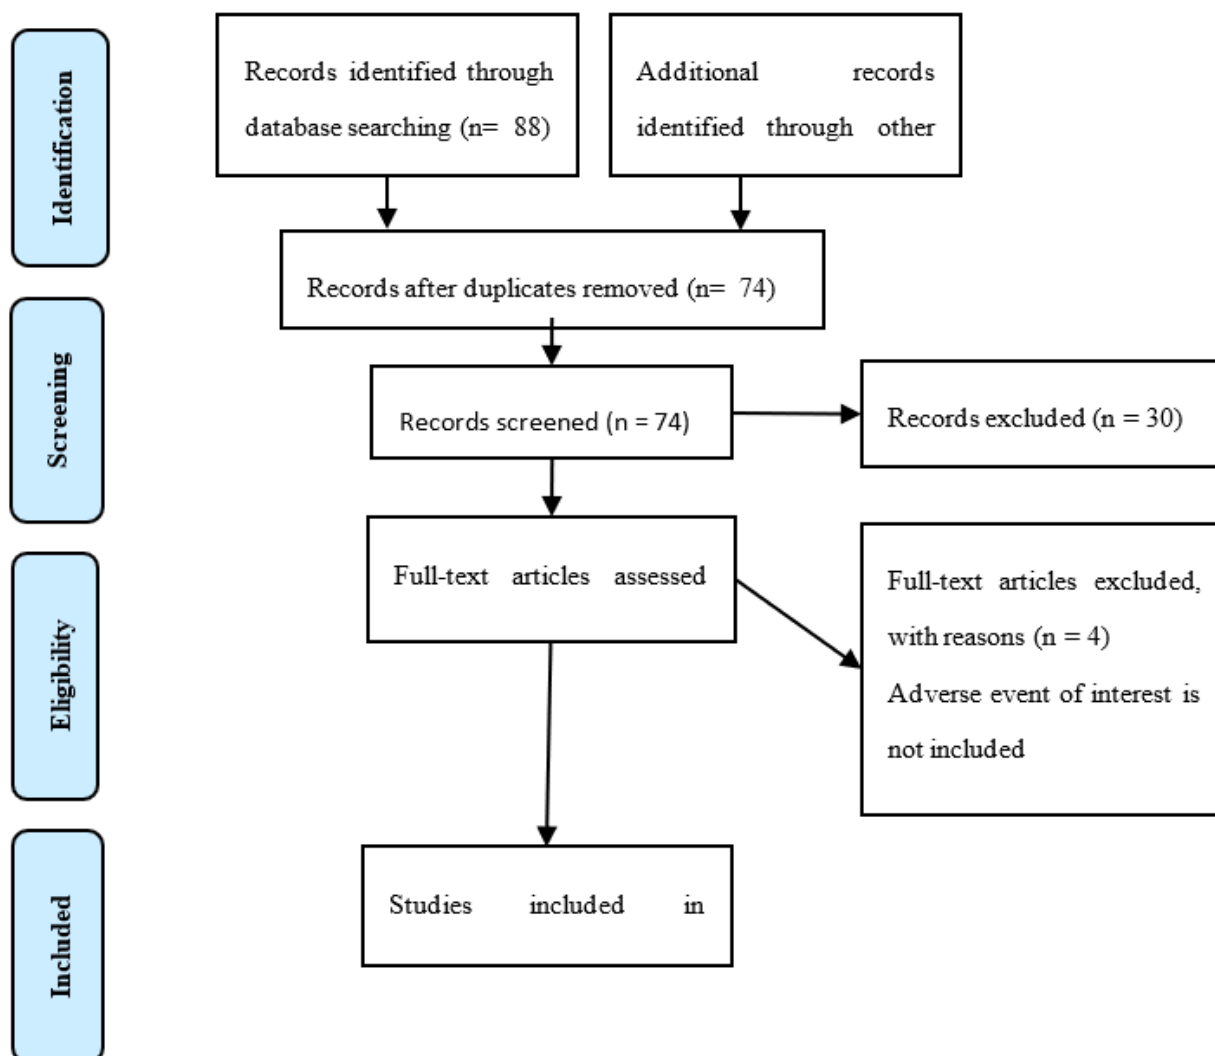 Identification
Records identified through
database searching (n= 88)
Additional records
identified through other
Records after duplicates removed (n= 74)
Screening
Records screened (n = 74)
Records excluded (n = 30)
Eligibility
Full-text articles assessed
Full-text articles excluded,
with reasons (n = 4)
Adverse event of interest is
not included
Included
Studies included in